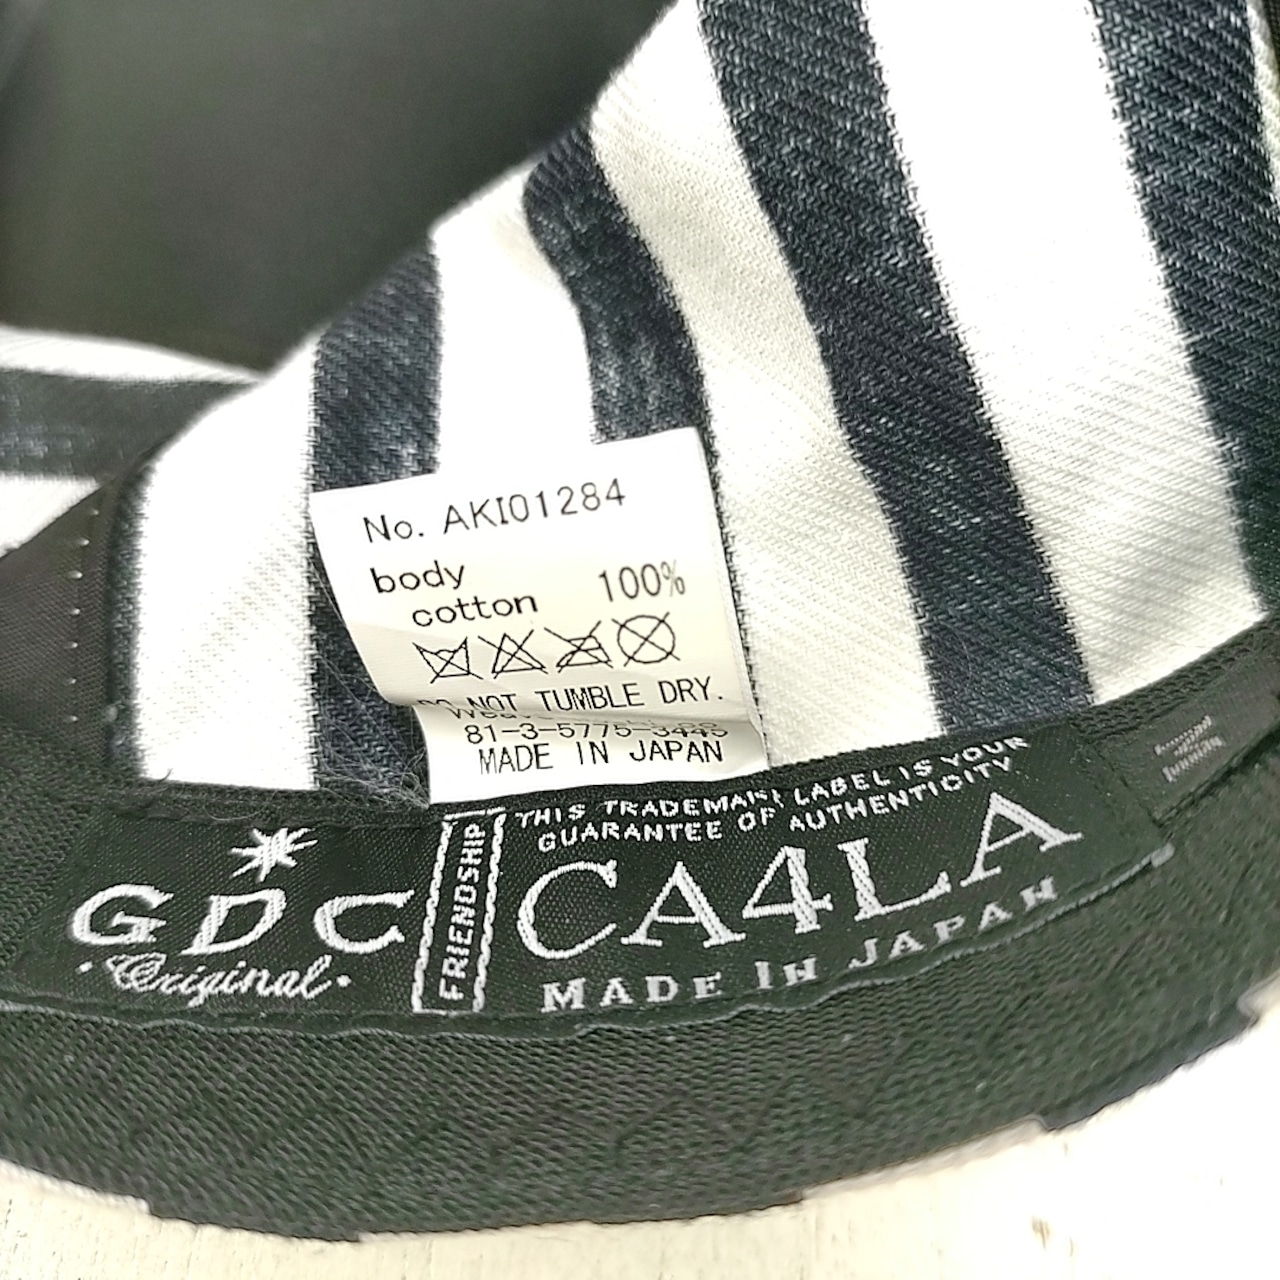 No. AKI01284
body
cotton 100%
NOT TUMBLE DRY.
81-3-5775-3445
MADE IN JAPAN
THIS TRADEMARK LABEL IS YOUR
GUARANTEE OF AUTHENTICITY
GDC
·Original·
FRIENDSHIP
CA4LA
MADE IN JAPAN